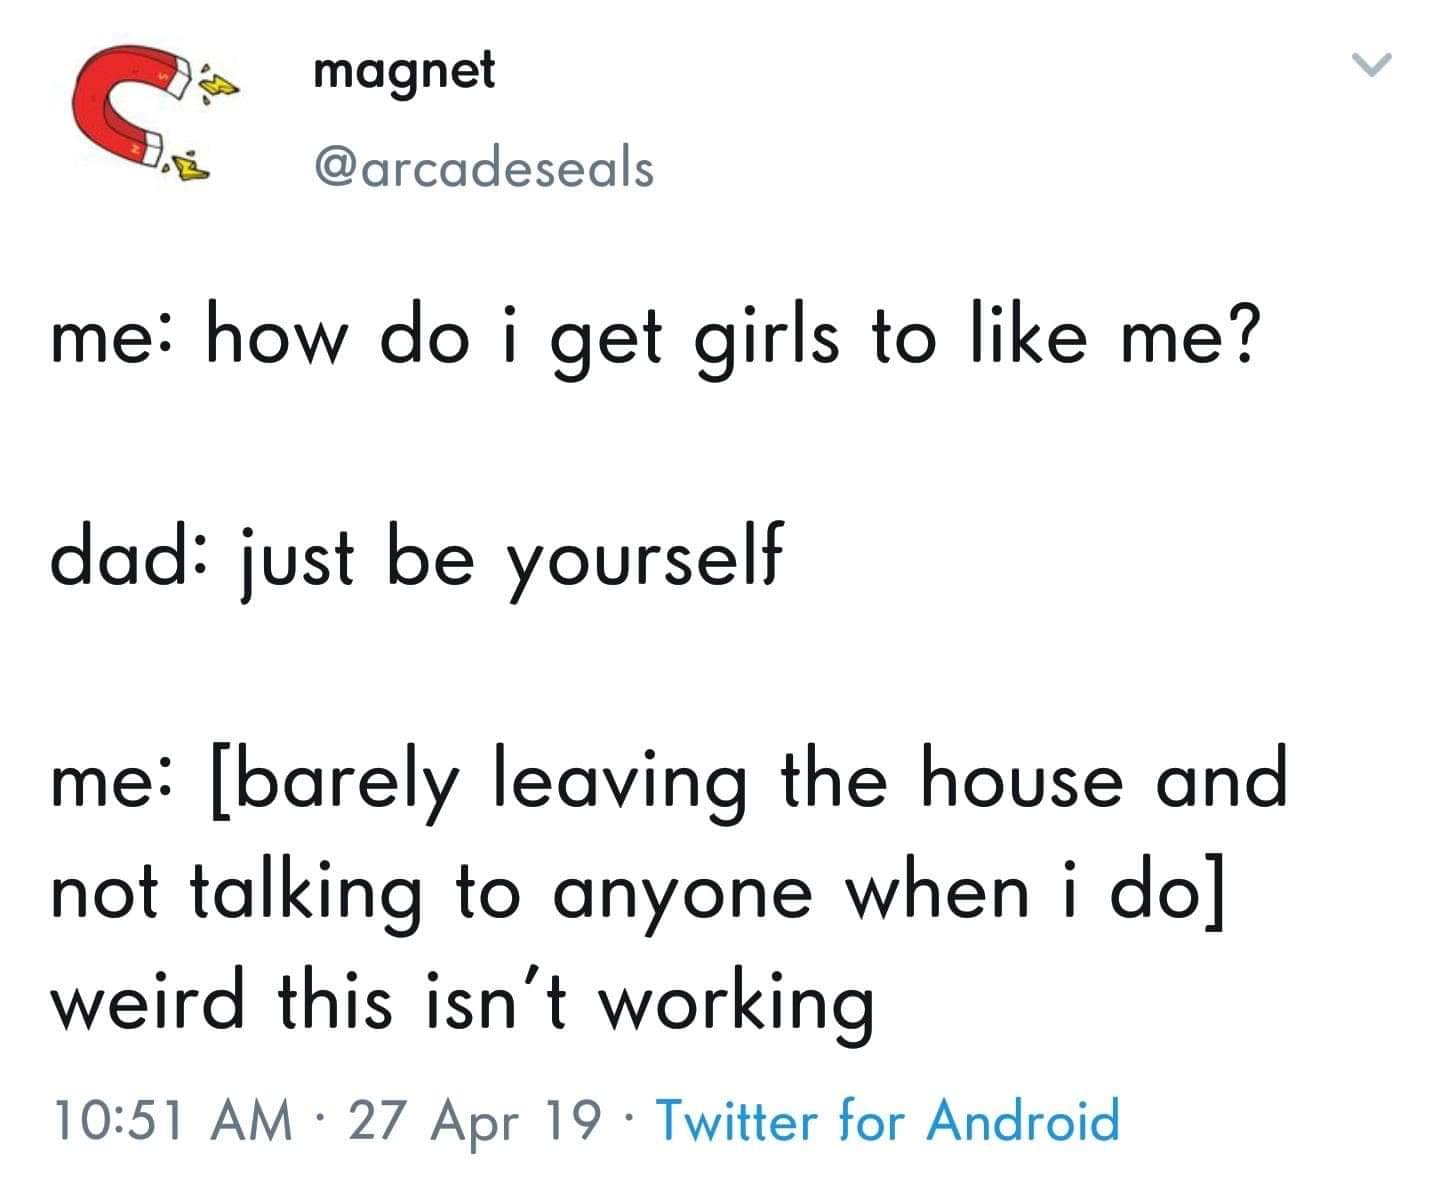 magnet
@arcadeseals
me: how do i get girls to like me?
dad: just be yourself
me: [barely leaving the house and
not talking to anyone when i do]
weird this isn’t working
10:51 AM · 27 Apr 19 · Twitter for Android